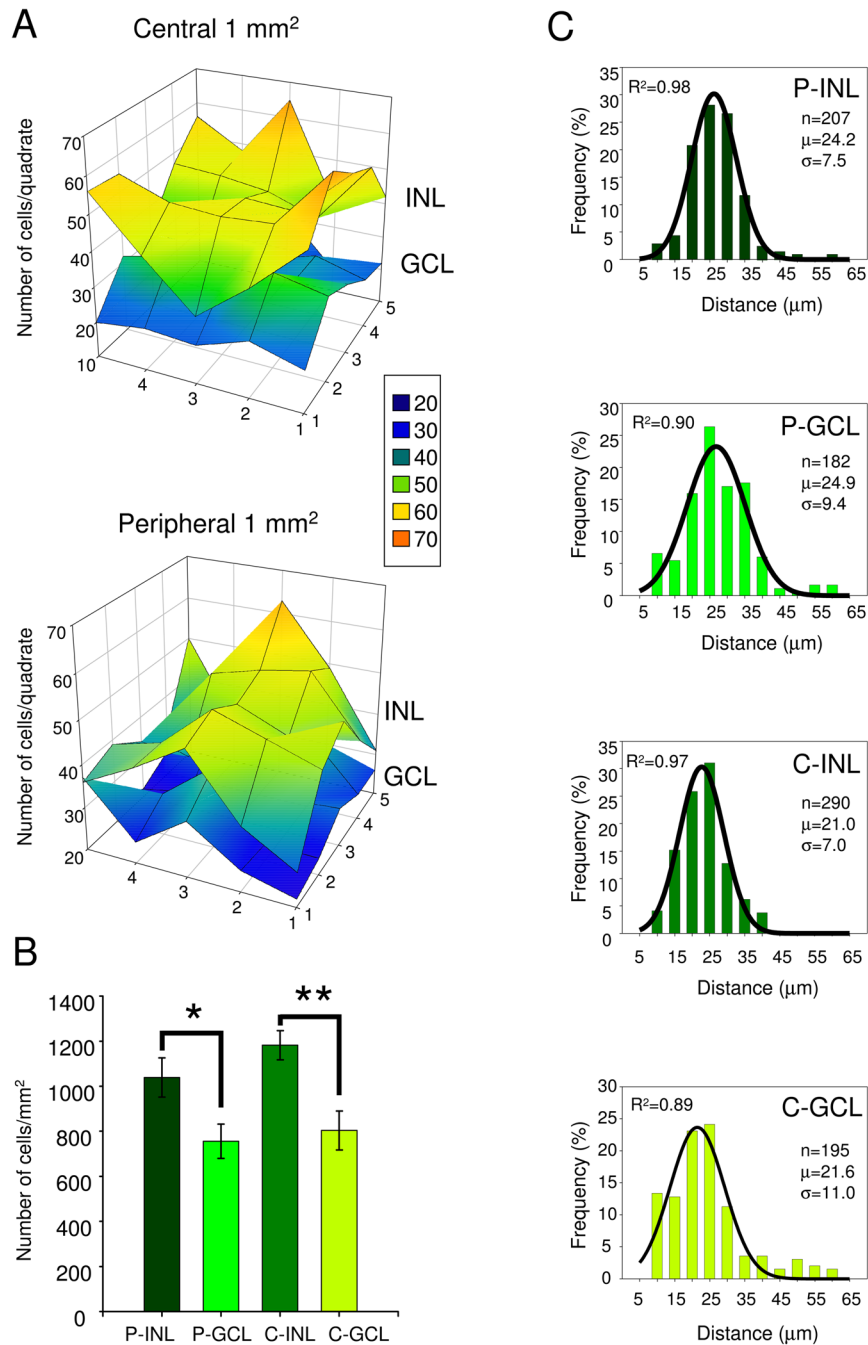 A
Central 1 mm²
Number of cells/quadrate
70
60
50
40
30
20
10
4
3
2
1
1
2
3
4
5
INL
GCL
20
30
40
50
60
70
Peripheral 1 mm²
Number of cells/quadrate
70
60
50
40
30
20
4
3
2
1
1
2
3
4
5
INL
GCL
B
Number of cells/mm²
1400
1200
1000
800
600
400
200
0
*
**
P-INL P-GCL C-INL C-GCL
C
Frequency (%)
35
30
25
20
15
10
5
0
R²=0.98
P-INL
n=207
μ=24.2
σ=7.5
5 15 25 35 45 55 65
Distance (μm)
Frequency (%)
30
25
20
15
10
5
0
R²=0.90
P-GCL
n=182
μ=24.9
σ=9.4
5 15 25 35 45 55 65
Distance (μm)
Frequency (%)
35
30
25
20
15
10
5
0
R²=0.97
C-INL
n=290
μ=21.0
σ=7.0
5 15 25 35 45 55 65
Distance (μm)
Frequency (%)
30
25
20
15
10
5
0
R²=0.89
C-GCL
n=195
μ=21.6
σ=11.0
5 15 25 35 45 55 65
Distance (μm)